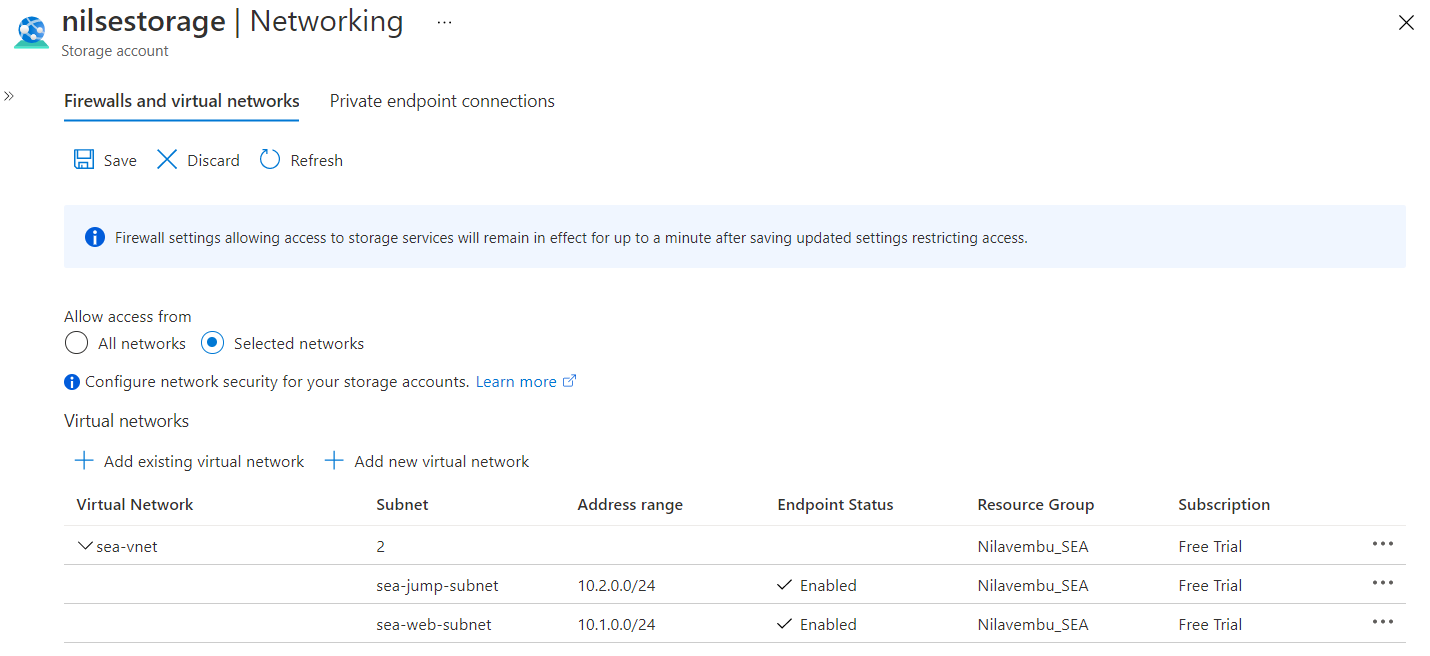 nilsestorage | Networking ...
Storage account
Firewalls and virtual networks Private endpoint connections
Save Discard Refresh
Firewall settings allowing access to storage services will remain in effect for up to a minute after saving updated settings restricting access.
Allow access from
All networks Selected networks
Configure network security for your storage accounts. Learn more
Virtual networks
Add existing virtual network Add new virtual network
Virtual Network Subnet Address range Endpoint Status Resource Group Subscription
sea-vnet 2 Nilavembu_SEA Free Trial ...
sea-jump-subnet 10.2.0.0/24 Enabled Nilavembu_SEA Free Trial ...
sea-web-subnet 10.1.0.0/24 Enabled Nilavembu_SEA Free Trial ...